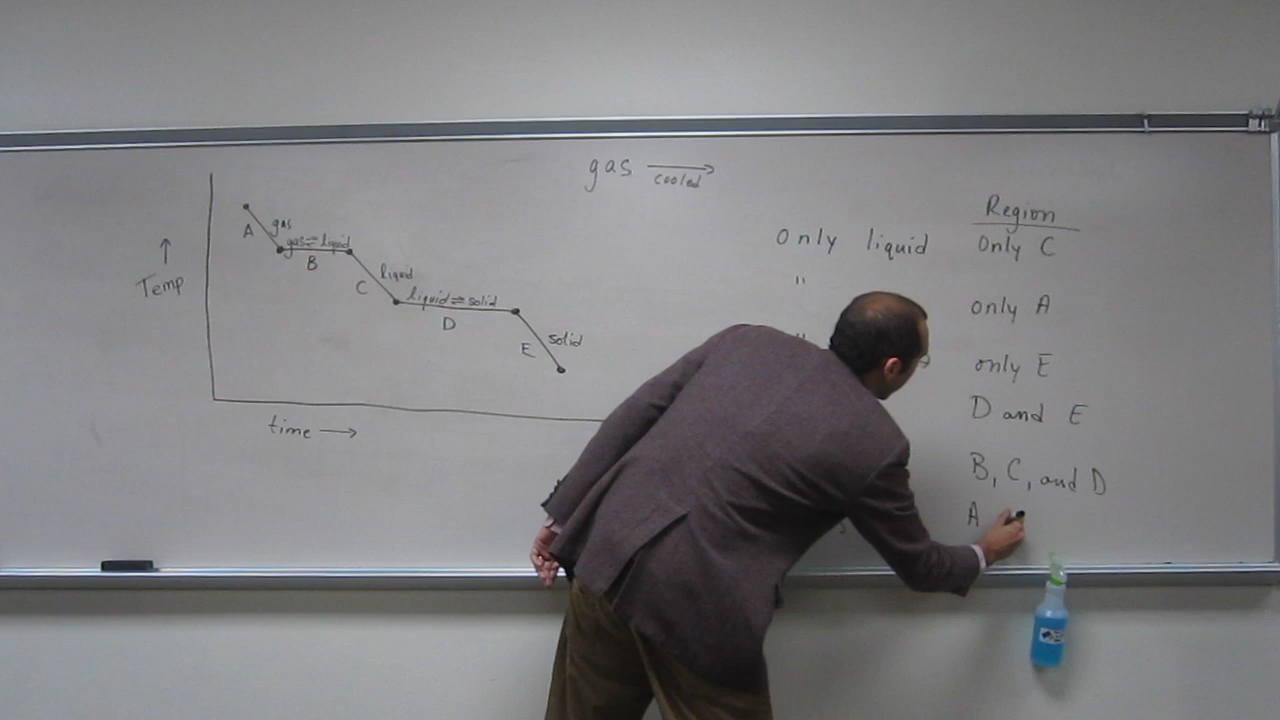 gas
cooled
Region
only liquid only C
" only A
" only E
D and E
B, C, and D
A
A gas
gas ⇌ liquid
B
liquid
C
liquid ⇌ solid
D
solid
E
↑
Temp
time →